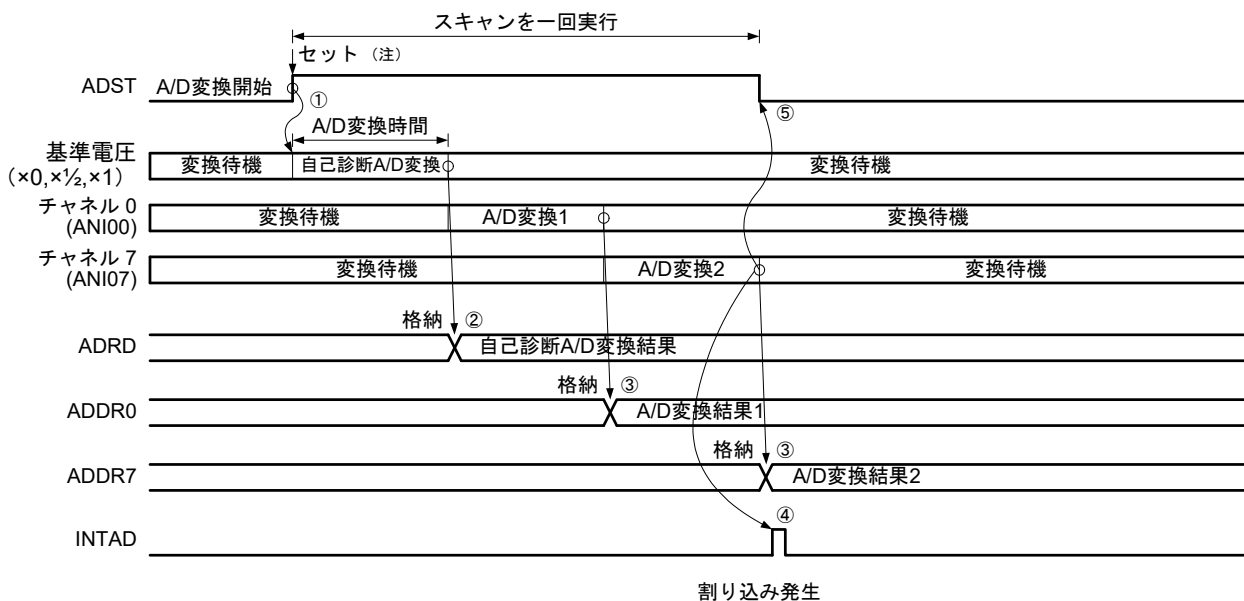 スキャンを一回実行
セット (注)
ADST
A/D変換開始
①
⑤
A/D変換時間
基準電圧
(×0,×½,×1)
変換待機
自己診断A/D変換
変換待機
チャネル 0
(ANI00)
変換待機
A/D変換1
変換待機
チャネル 7
(ANI07)
変換待機
A/D変換2
変換待機
格納 ②
ADRD
自己診断A/D変換結果
格納 ③
ADDR0
A/D変換結果1
格納 ③
ADDR7
A/D変換結果2
④
INTAD
割り込み発生